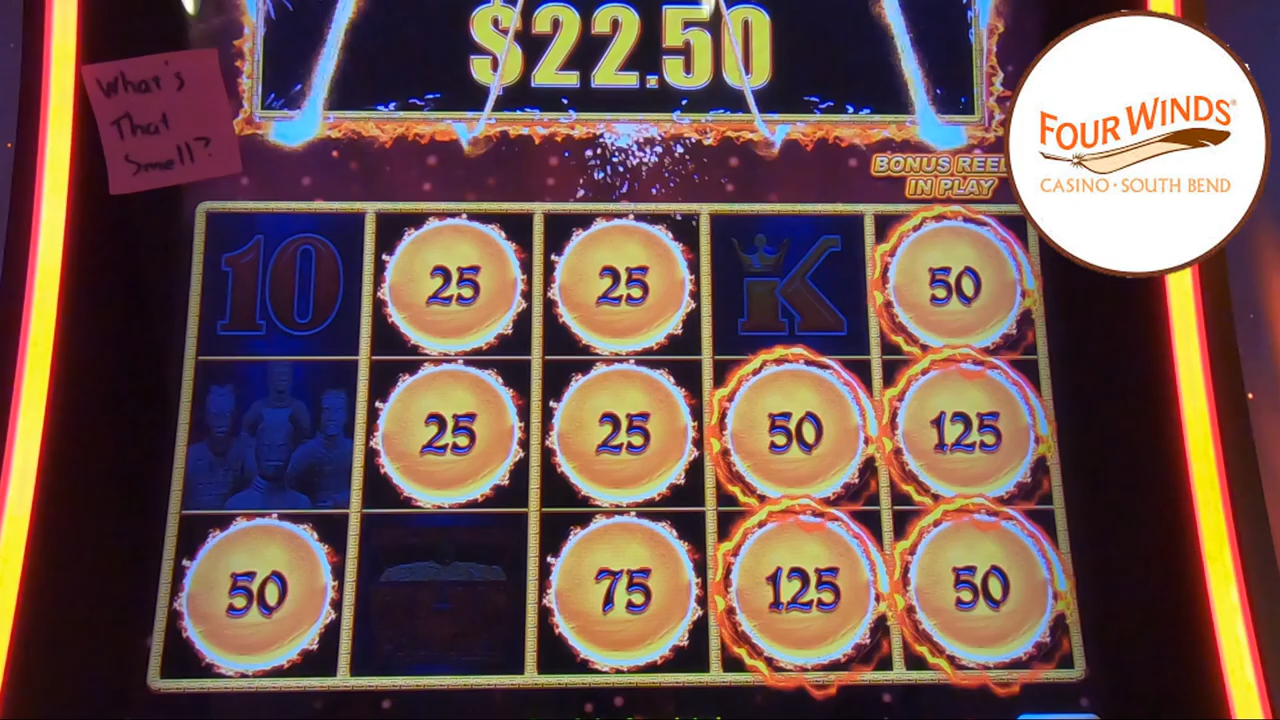 $22.50
What's
That
Smell?
FOUR WINDS®
CASINO • SOUTH BEND
BONUS REEL
IN PLAY
10 25 25 K 50
25 25 50 125
50 75 125 50